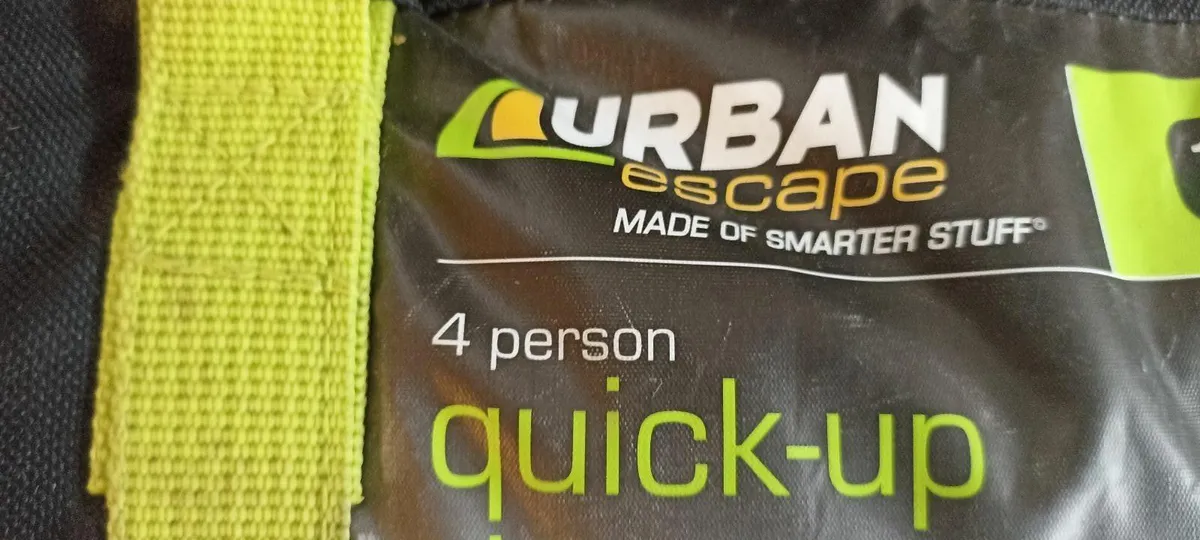 URBAN
escape
MADE OF SMARTER STUFF©
4 person
quick-up